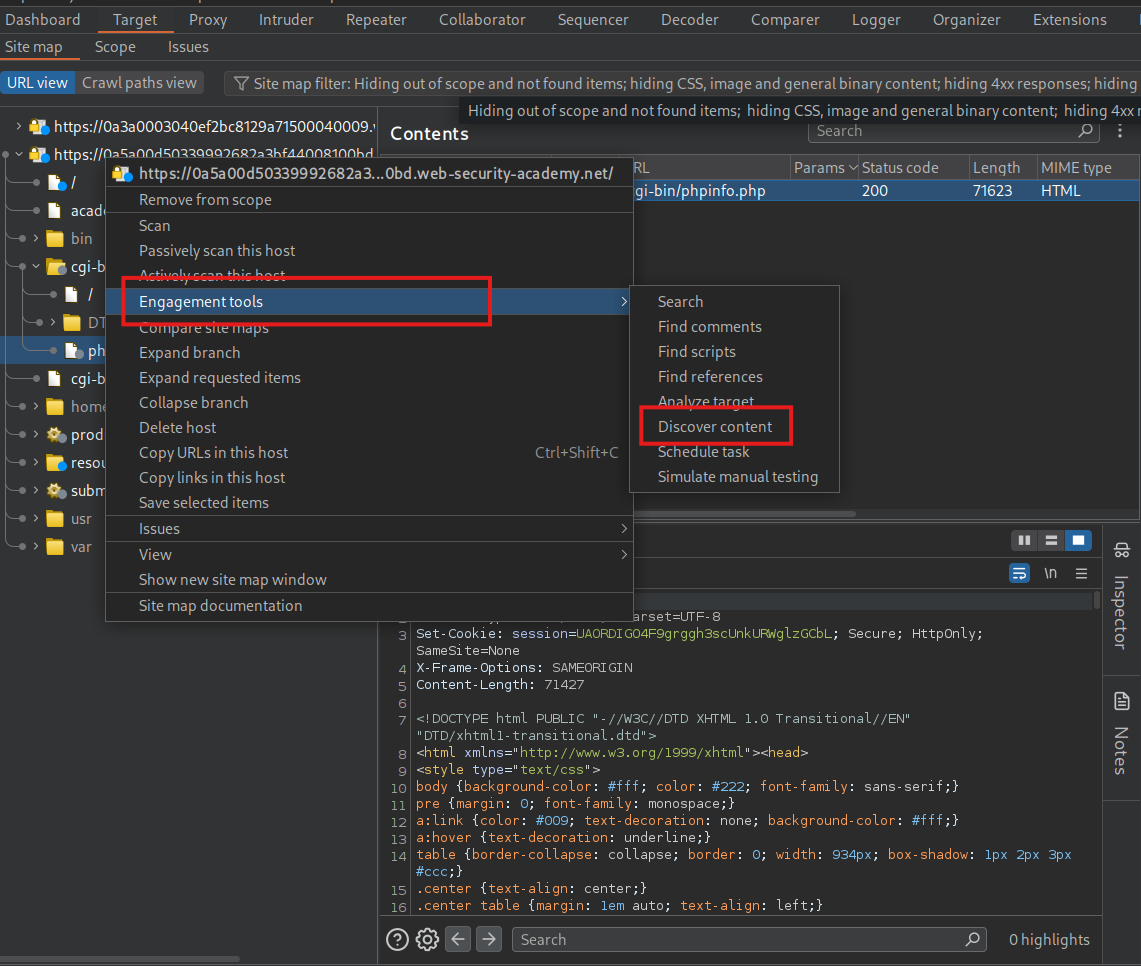 Dashboard Target Proxy Intruder Repeater Collaborator Sequencer Decoder Comparer Logger Organizer Extensions
Site map Scope Issues
URL view Crawl paths view Site map filter: Hiding out of scope and not found items; hiding CSS, image and general binary content; hiding 4xx responses; hiding
Hiding out of scope and not found items; hiding CSS, image and general binary content; hiding 4xx r
https://0a3a0003040ef2bc8129a71500040009.
Contents
Search
https://0a5a00d50339992682a3bf44008100bd
https://0a5a00d50339992682a3...0bd.web-security-academy.net/
RL Params Status code Length MIME type
gi-bin/phpinfo.php 200 71623 HTML
/
acade
bin
cgi-b
/
DT
ph
cgi-b
home
prod
resou
subm
usr
var
Remove from scope
Scan
Passively scan this host
Actively scan this host
Engagement tools
Compare site maps
Expand branch
Expand requested items
Collapse branch
Delete host
Copy URLs in this host Ctrl+Shift+C
Copy links in this host
Save selected items
Issues
View
Show new site map window
Site map documentation
Search
Find comments
Find scripts
Find references
Analyze target
Discover content
Schedule task
Simulate manual testing
\n
Inspector
Notes
arset=UTF-8
3 Set-Cookie: session=UAORDIGO4F9grggh3scUnkURWglzGCbL; Secure; HttpOnly;
SameSite=None
4 X-Frame-Options: SAMEORIGIN
5 Content-Length: 71427
6
7 <!DOCTYPE html PUBLIC "-//W3C//DTD XHTML 1.0 Transitional//EN"
"DTD/xhtml1-transitional.dtd">
8 <html xmlns="http://www.w3.org/1999/xhtml"><head>
9 <style type="text/css">
10 body {background-color: #fff; color: #222; font-family: sans-serif;}
11 pre {margin: 0; font-family: monospace;}
12 a:link {color: #009; text-decoration: none; background-color: #fff;}
13 a:hover {text-decoration: underline;}
14 table {border-collapse: collapse; border: 0; width: 934px; box-shadow: 1px 2px 3px
#ccc;}
15 .center {text-align: center;}
16 .center table {margin: 1em auto; text-align: left;}
Search 0 highlights